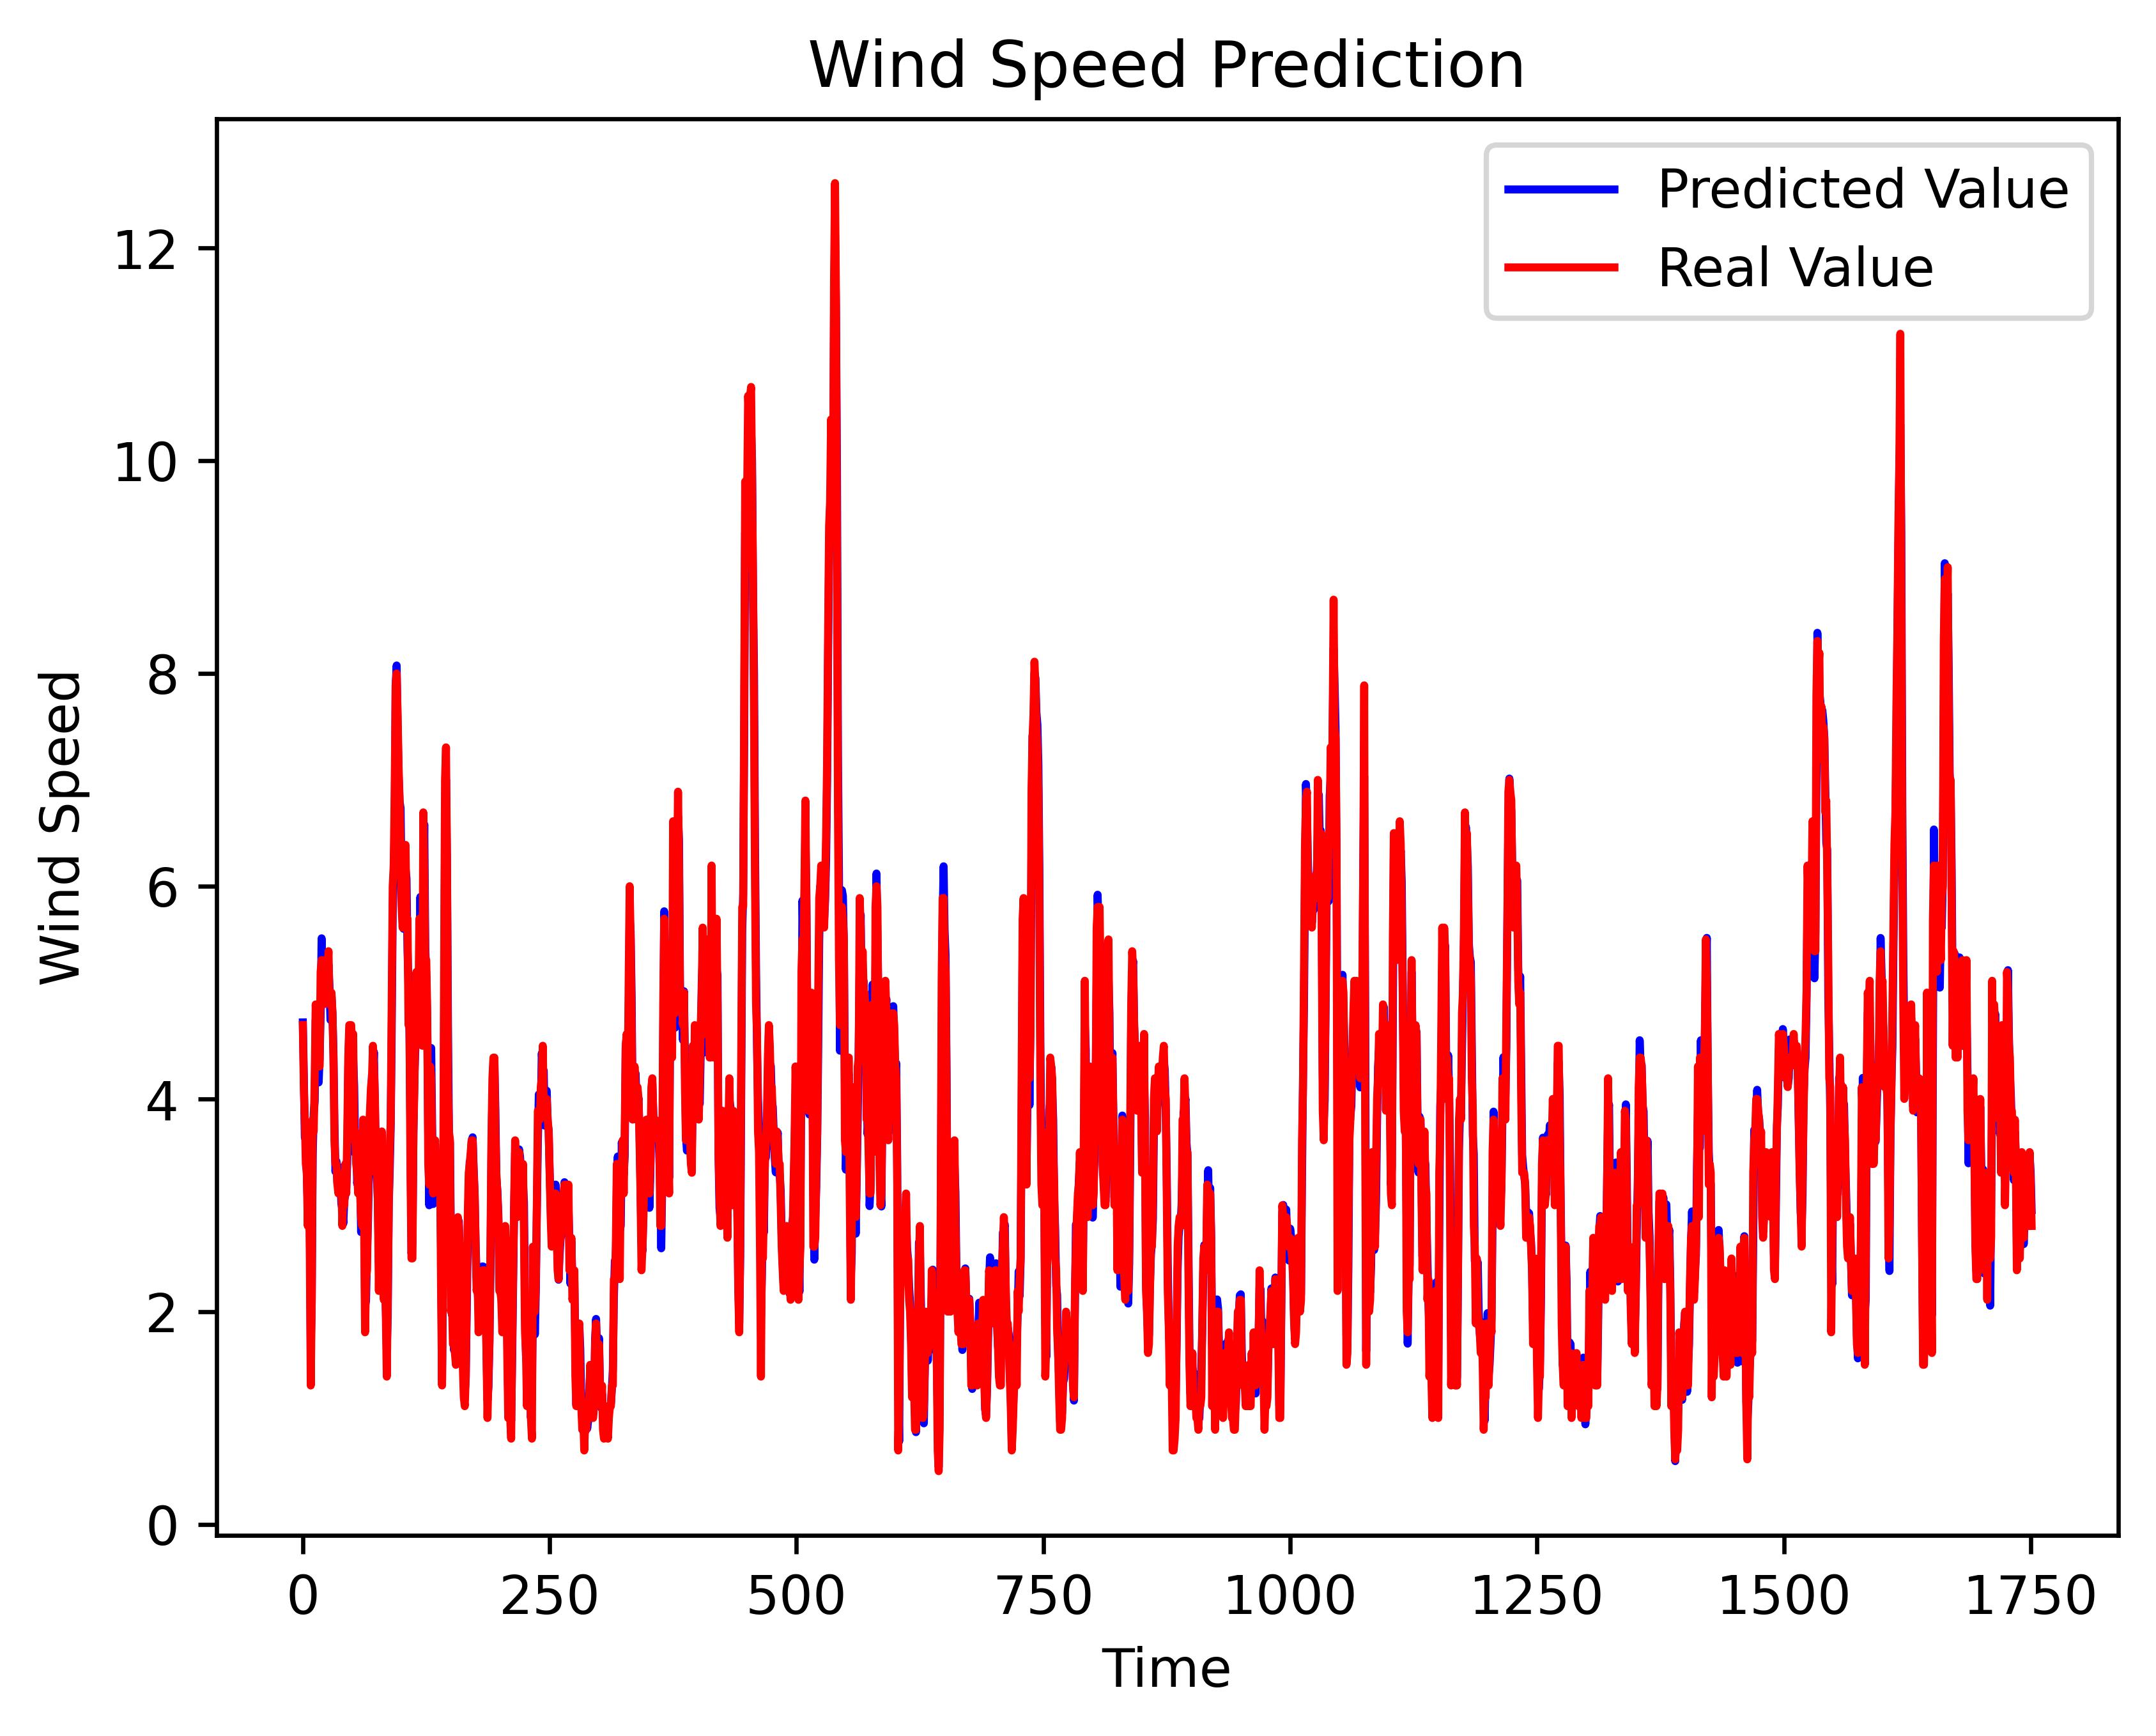 Wind Speed Prediction
Predicted Value
Real Value
12
10
8
6
4
2
0
Wind Speed
0 250 500 750 1000 1250 1500 1750
Time